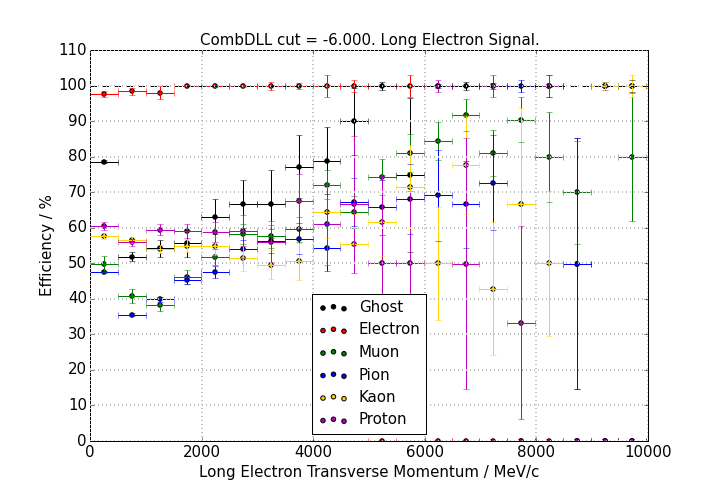 CombDLL cut = -6.000. Long Electron Signal.
110
100
90
80
70
60
50
40
30
20
10
0
Efficiency / %
Ghost
Electron
Muon
Pion
Kaon
Proton
0 2000 4000 6000 8000 10000
Long Electron Transverse Momentum / MeV/c